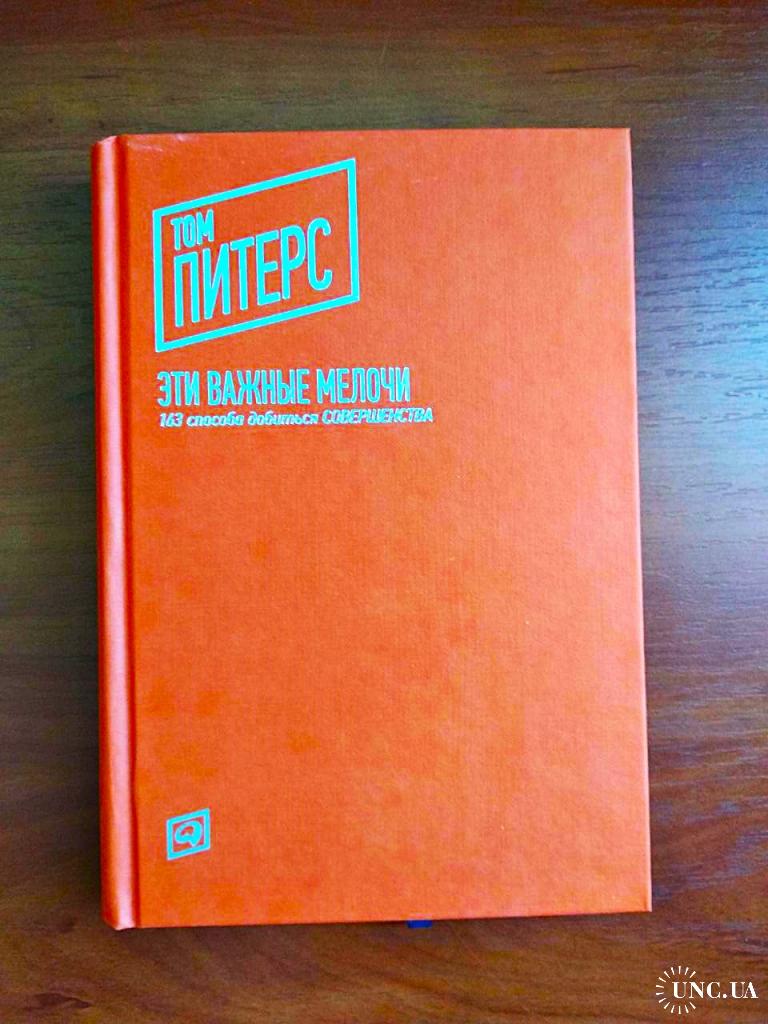 ТОМ
ПИТЕРС
ЭТИ ВАЖНЫЕ МЕЛОЧИ
163 способа добиться СОВЕРШЕНСТВА
UNC.UA